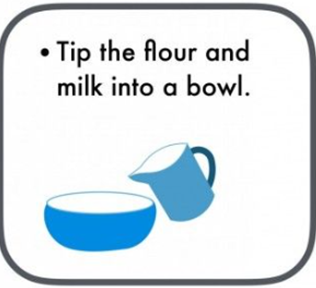 • Tip the flour and
milk into a bowl.